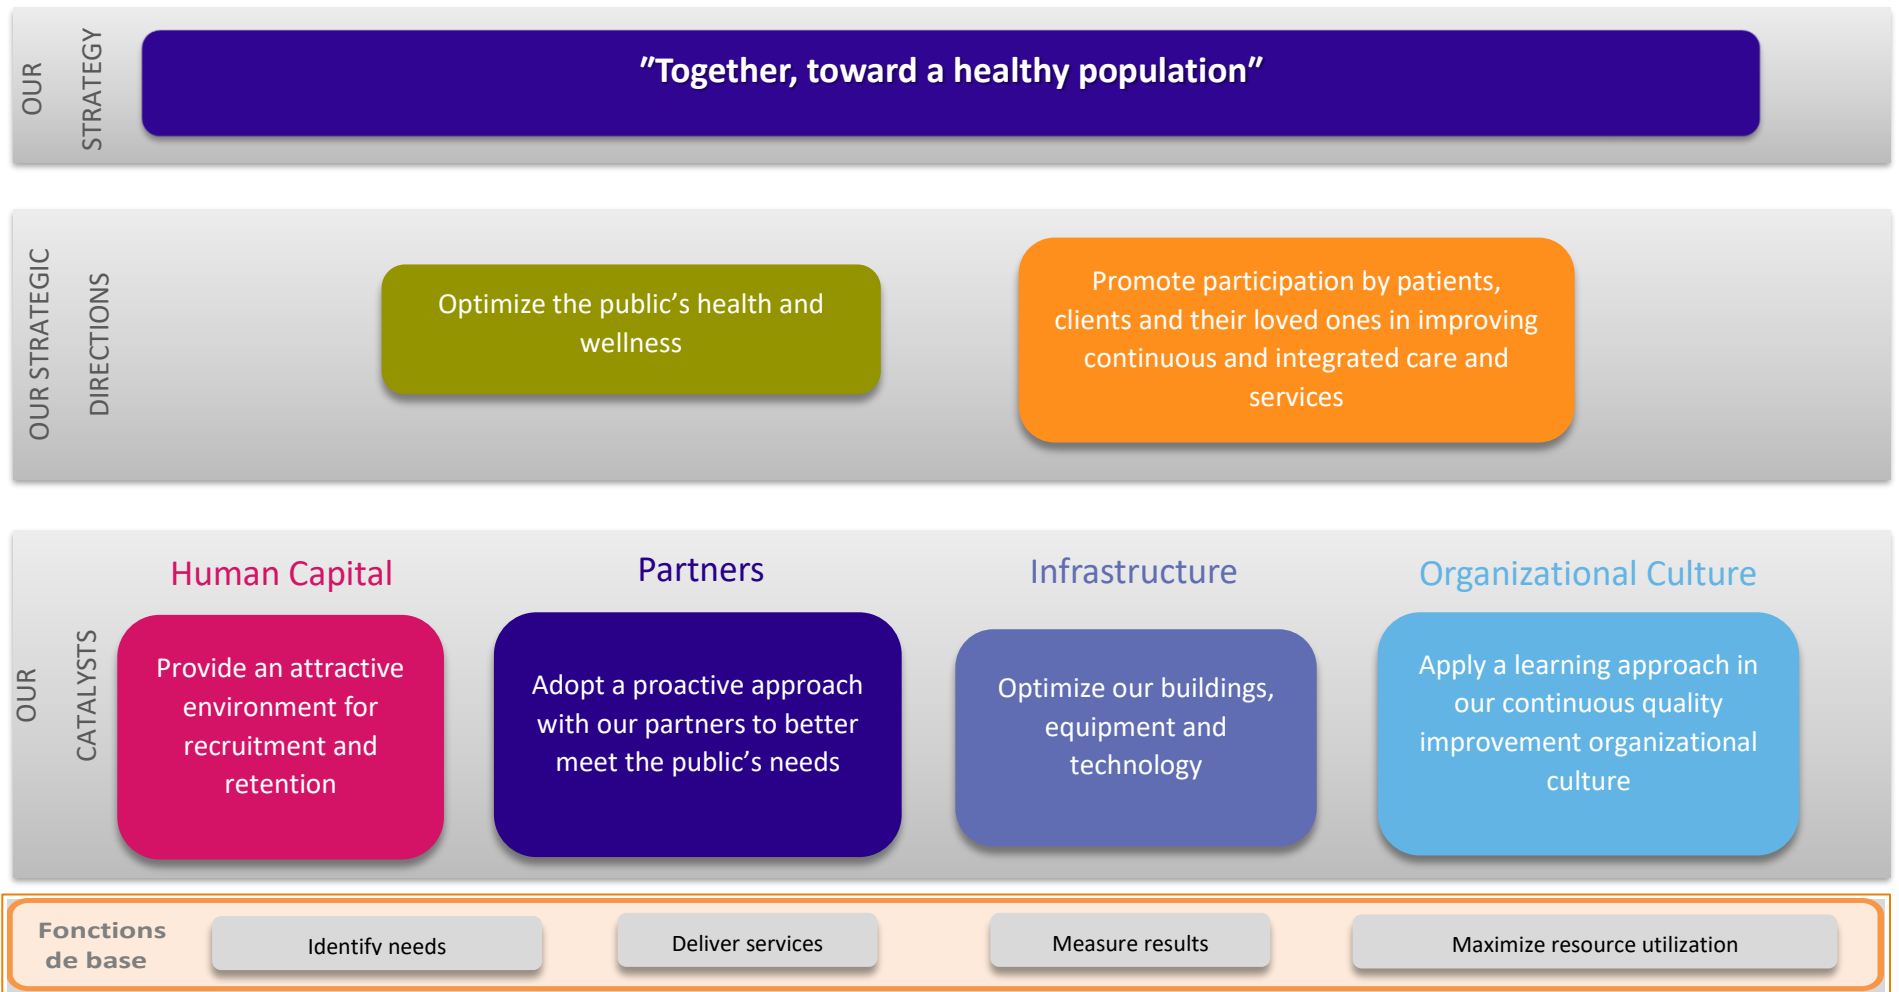 OUR
STRATEGY
"Together, toward a healthy population"
OUR STRATEGIC
DIRECTIONS
Optimize the public's health and
wellness
Promote participation by patients,
clients and their loved ones in improving
continuous and integrated care and
services
OUR
CATALYSTS
Human Capital
Provide an attractive
environment for
recruitment and
retention
Partners
Adopt a proactive approach
with our partners to better
meet the public's needs
Infrastructure
Optimize our buildings,
equipment and
technology
Organizational Culture
Apply a learning approach in
our continuous quality
improvement organizational
culture
Fonctions
de base
Identify needs
Deliver services
Measure results
Maximize resource utilization